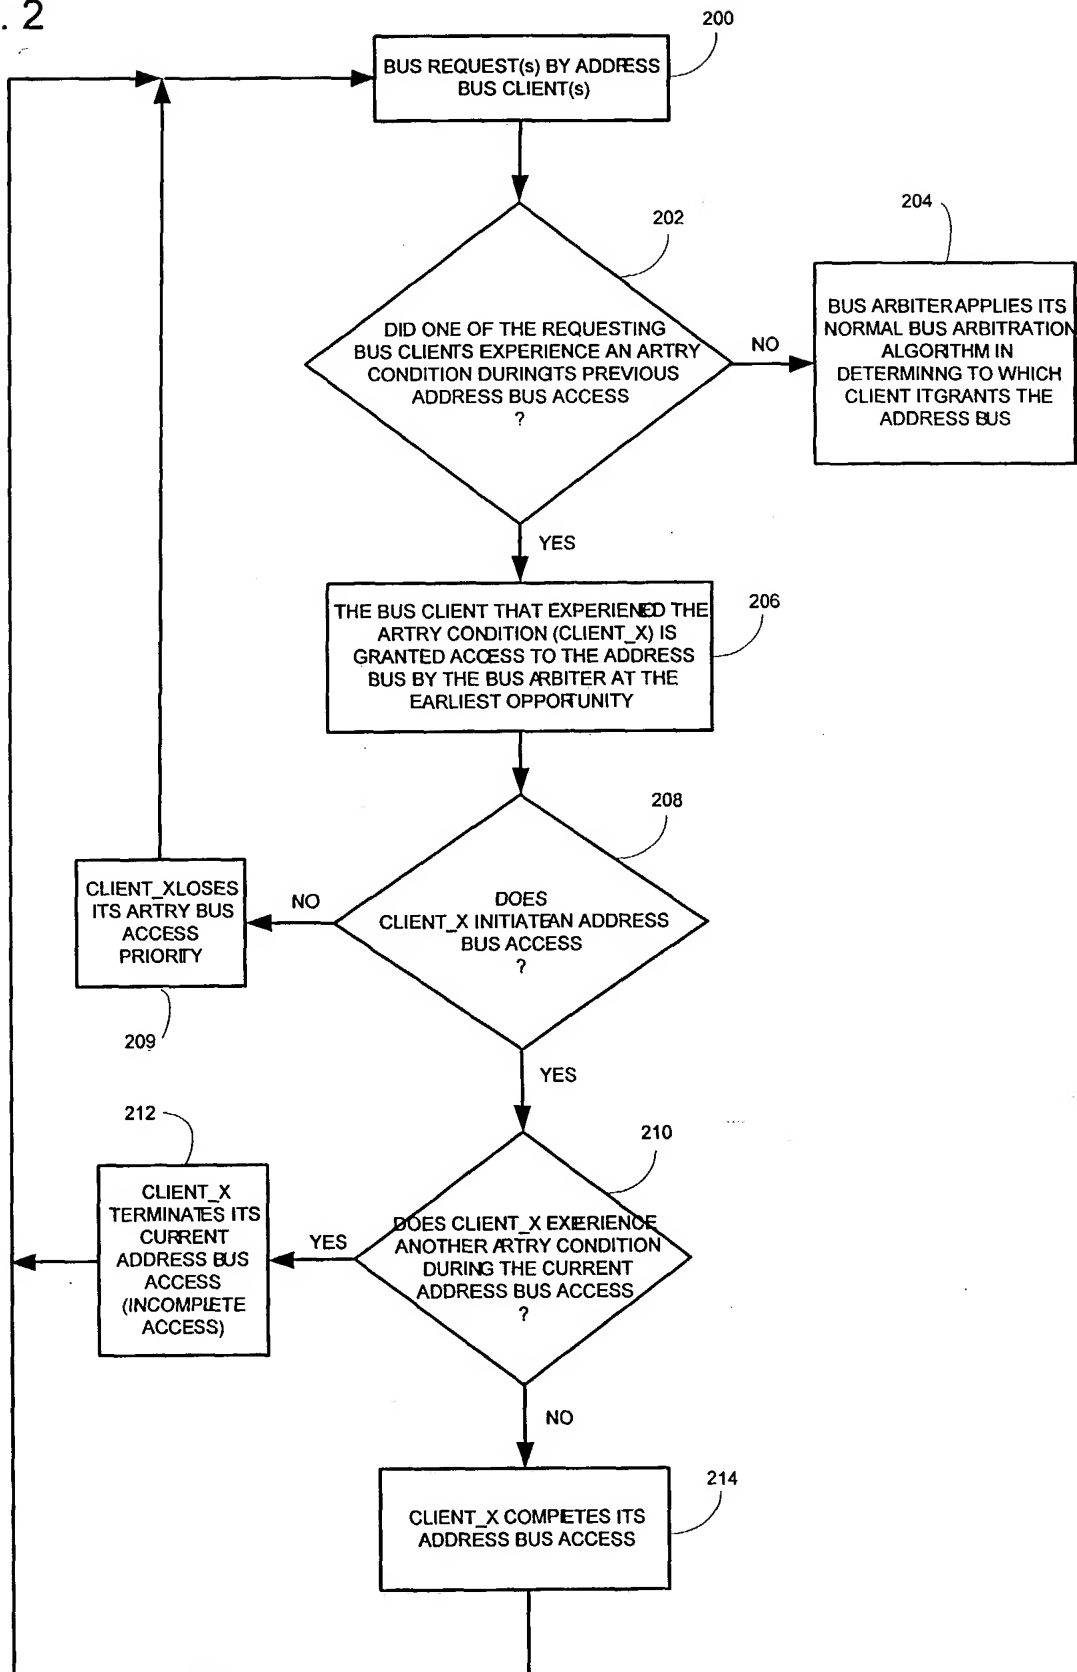 . 2
200
BUS REQUEST(s) BY ADDRESS
BUS CLIENT(s)
202
DID ONE OF THE REQUESTING
BUS CLIENTS EXPERIENCE AN ARTRY
CONDITION DURINGITS PREVIOUS
ADDRESS BUS ACCESS
?
NO
204
BUS ARBITERAPPLIES ITS
NORMAL BUS ARBITRATION
ALGORITHM IN
DETERMINNG TO WHICH
CLIENT ITGRANTS THE
ADDRESS BUS
YES
206
THE BUS CLIENT THAT EXPERIENCED THE
ARTRY CONDITION (CLIENT_X) IS
GRANTED ACCESS TO THE ADDRESS
BUS BY THE BUS ARBITER AT THE
EARLIEST OPPORTUNITY
208
DOES
CLIENT_X INITIATEAN ADDRESS
BUS ACCESS
?
NO
CLIENT_XLOSES
ITS ARTRY BUS
ACCESS
PRIORITY
209
YES
210
DOES CLIENT_X EXPERIENCE
ANOTHER ARTRY CONDITION
DURING THE CURRENT
ADDRESS BUS ACCESS
?
YES
212
CLIENT_X
TERMINATES ITS
CURRENT
ADDRESS BUS
ACCESS
(INCOMPLETE
ACCESS)
NO
214
CLIENT_X COMPLETES ITS
ADDRESS BUS ACCESS